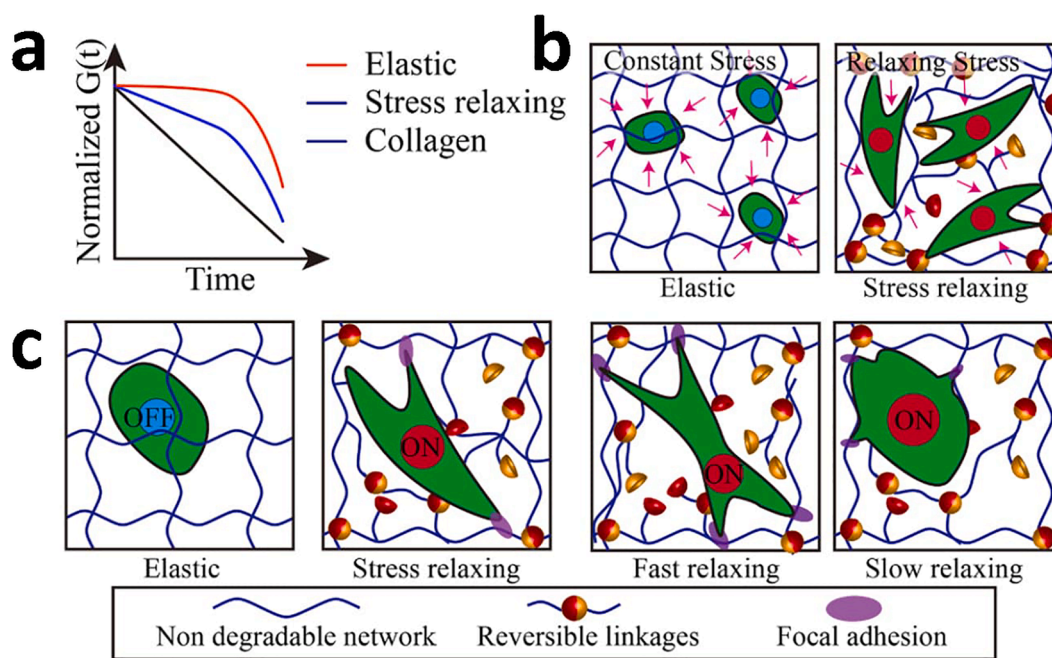 a
Normalized G(t)
Time
Elastic
Stress relaxing
Collagen
b
Constant Stress
Elastic
Relaxing Stress
Stress relaxing
c
OFF
Elastic
ON
Stress relaxing
ON
Fast relaxing
ON
Slow relaxing
Non degradable network
Reversible linkages
Focal adhesion